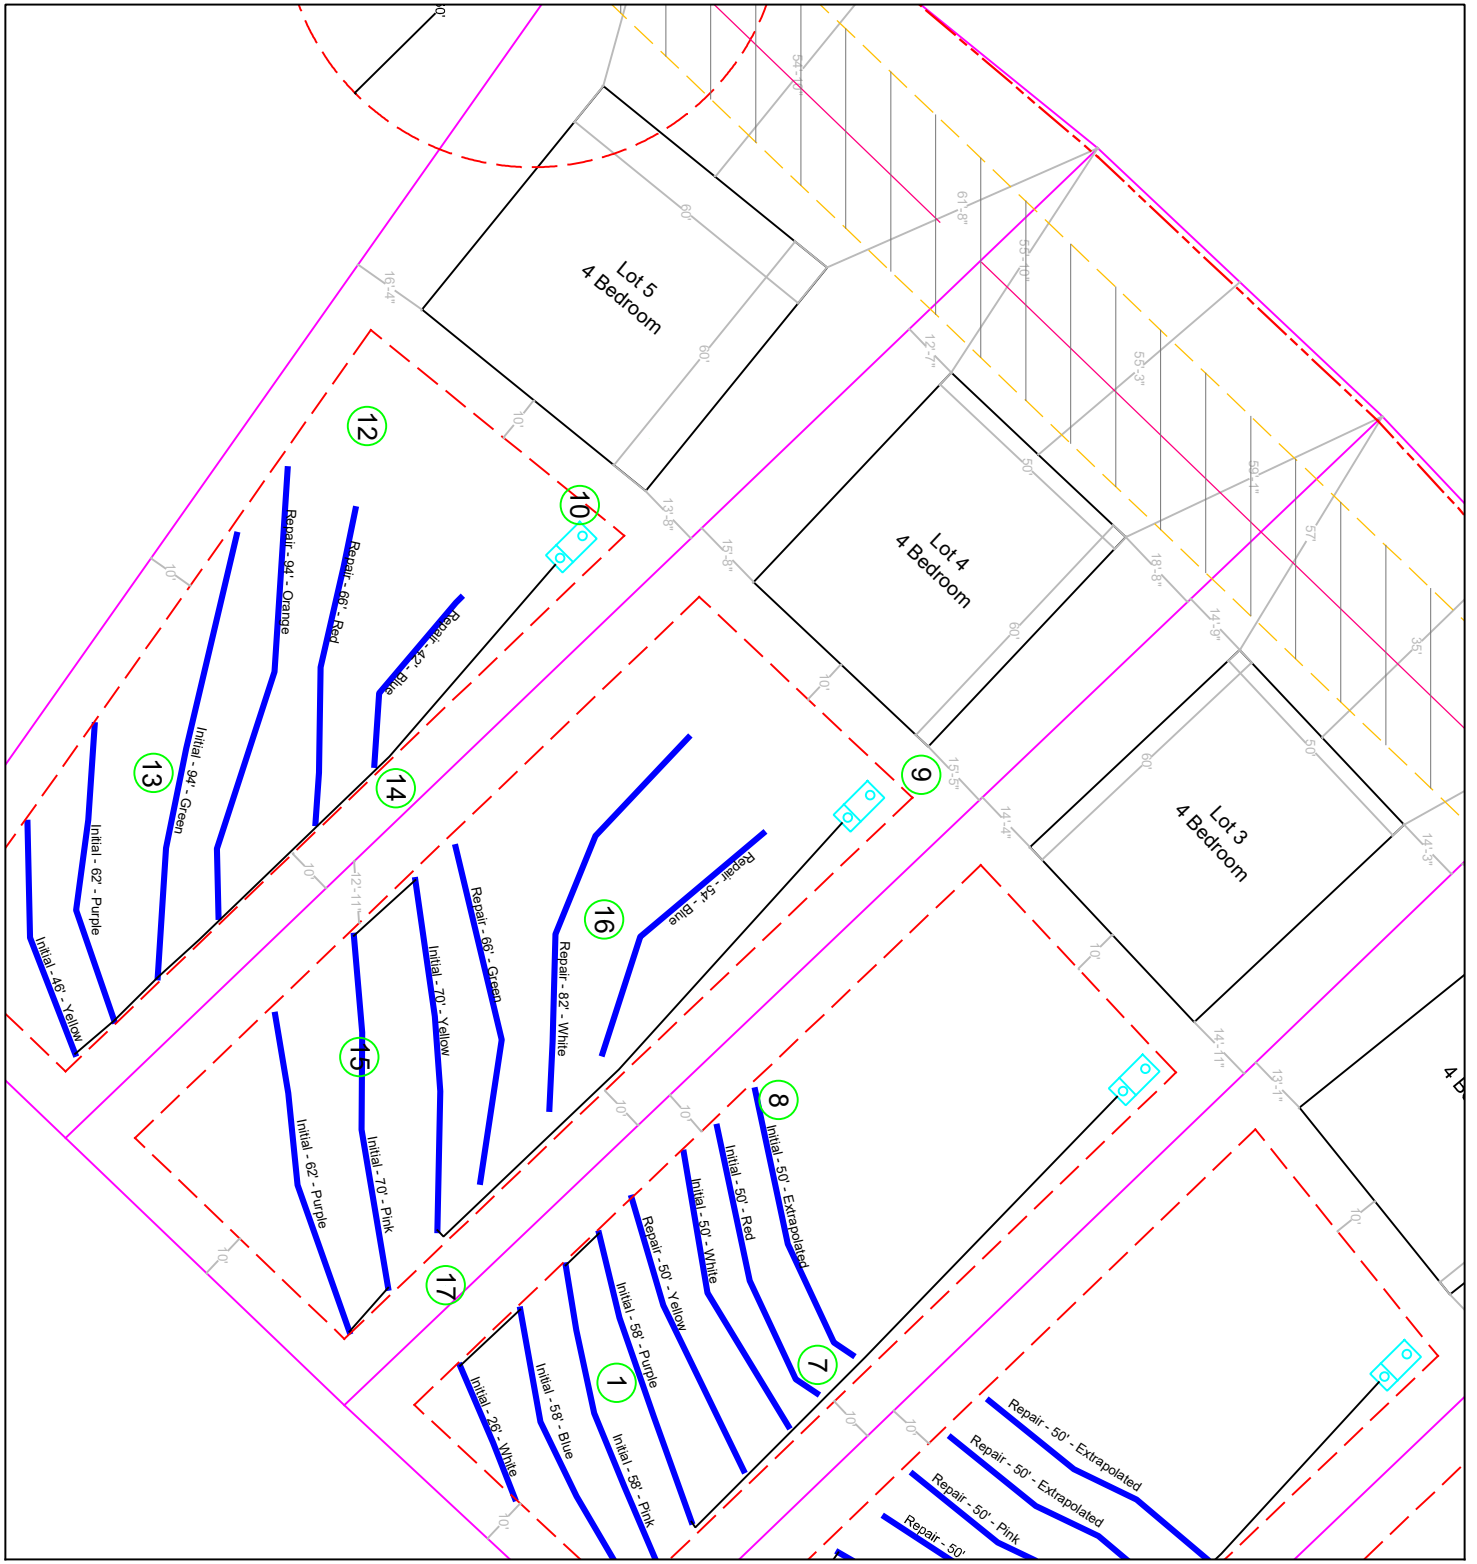 0'
54'-10"
61'-8"
60'
55'-10"
Lot 5
4 Bedroom
16'-4"
60'
12'-7"
55'-3"
12
10'
50'
59'-1"
57'
10
13'-8"
15'-8"
Lot 4
4 Bedroom
18'-8"
14'-9"
35'
10'
Repair - 94' - Orange
Repair - 66' - Red
Repair - 42' - Blue
60'
10'
50'
13
Initial - 94' - Green
14
9
15'-5"
60'
14'-4"
Lot 3
4 Bedroom
14'-3"
Initial - 62' - Purple
10'
12'-11"
Repair - 54' - Blue
16
Initial - 46' - Yellow
Repair - 66' - Green
Initial - 70' - Yellow
Repair - 82' - White
10'
15
14'-11"
13'-7"
4 B
8
10'
10'
Initial - 62' - Purple
Initial - 70' - Pink
Initial - 50' - Extrapolated
Initial - 50' - Red
Initial - 50' - White
10'
10'
17
Repair - 50' - Yellow
Initial - 58' - Purple
7
1
Initial - 26' - White
Initial - 58' - Blue
Initial - 58' - Pink
10'
10'
10'
Repair - 50' - Extrapolated
Repair - 50' - Extrapolated
Repair - 50' - Pink
Repair - 50'